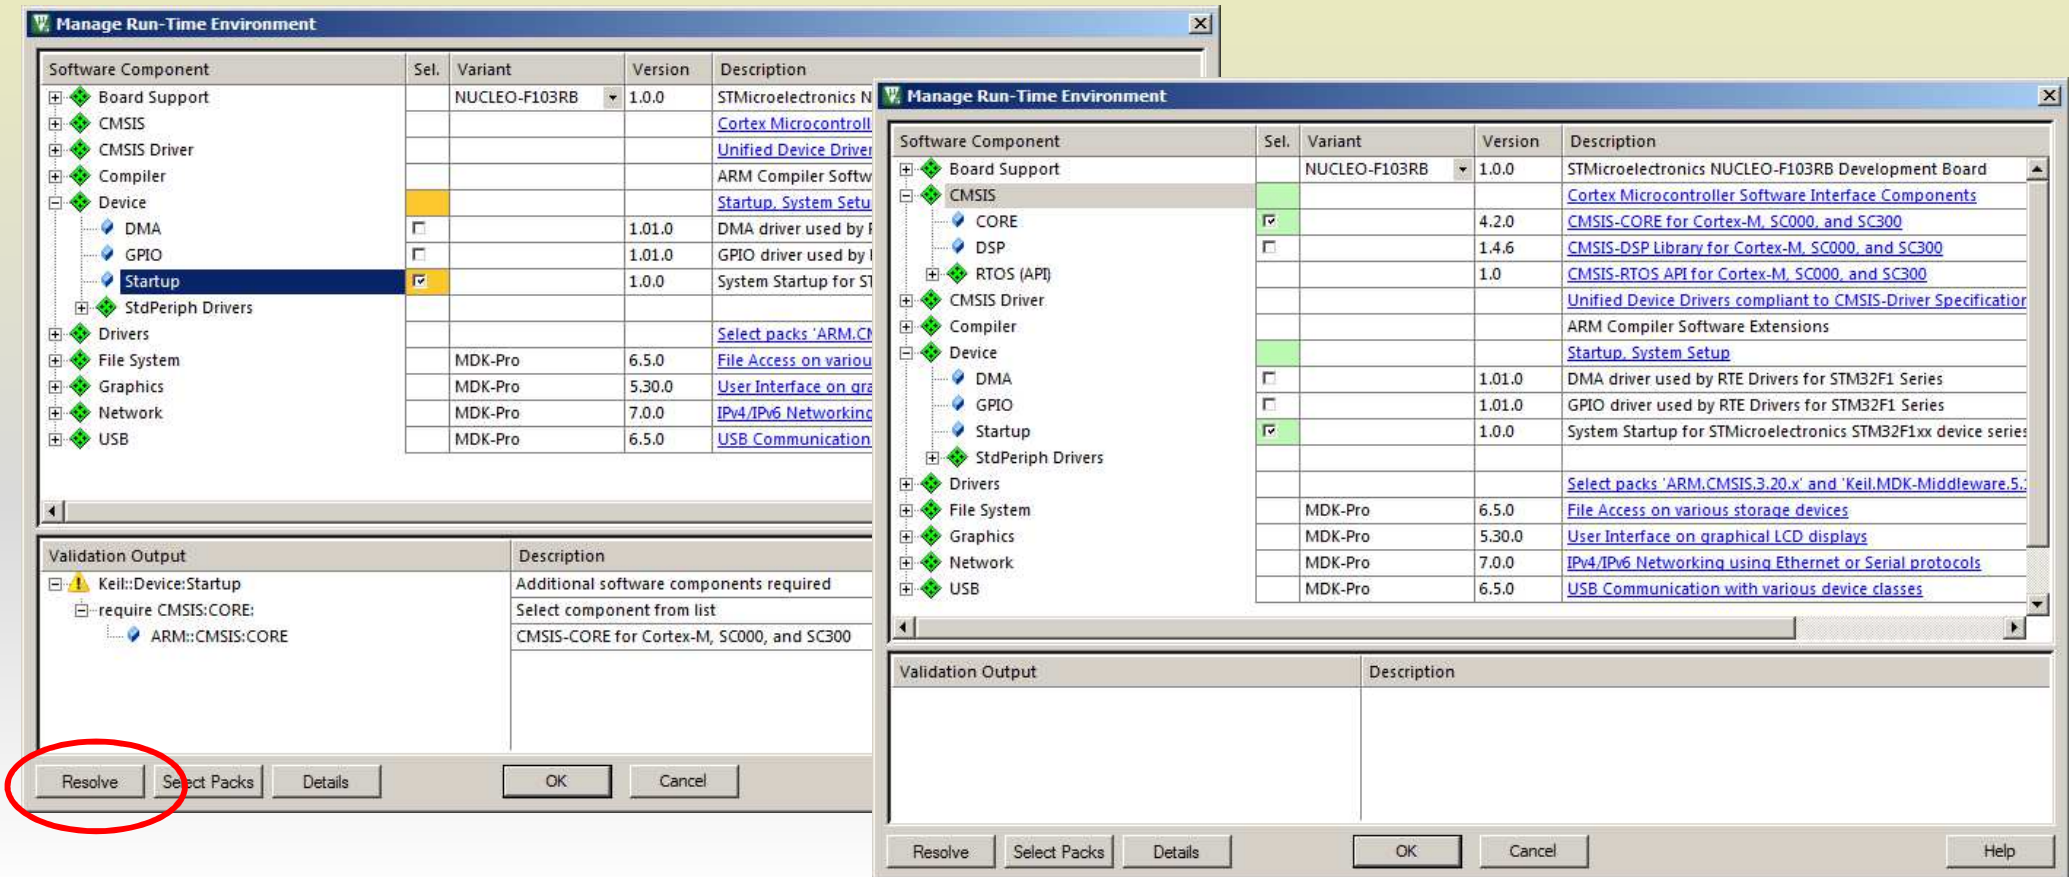 Manage Run-Time Environment
Software Component Sel. Variant Version Description
Board Support NUCLEO-F103RB 1.0.0 STMicroelectronics N
CMSIS Cortex Microcontroll
CMSIS Driver Unified Device Driver
Compiler ARM Compiler Softw
Device Startup, System Setu
DMA 1.01.0 DMA driver used by
GPIO 1.01.0 GPIO driver used by
Startup 1.0.0 System Startup for ST
StdPeriph Drivers
Drivers Select packs 'ARM.CM
File System MDK-Pro 6.5.0 File Access on variou
Graphics MDK-Pro 5.30.0 User Interface on gra
Network MDK-Pro 7.0.0 IPv4/IPv6 Networking
USB MDK-Pro 6.5.0 USB Communication
Validation Output Description
Keil::Device:Startup Additional software components required
require CMSIS:CORE: Select component from list
ARM::CMSIS:CORE CMSIS-CORE for Cortex-M, SC000, and SC300
Resolve Select Packs Details OK Cancel
Manage Run-Time Environment
Software Component Sel. Variant Version Description
Board Support NUCLEO-F103RB 1.0.0 STMicroelectronics NUCLEO-F103RB Development Board
CMSIS Cortex Microcontroller Software Interface Components
CORE 4.2.0 CMSIS-CORE for Cortex-M, SC000, and SC300
DSP 1.4.6 CMSIS-DSP Library for Cortex-M, SC000, and SC300
RTOS (API) 1.0 CMSIS-RTOS API for Cortex-M, SC000, and SC300
CMSIS Driver Unified Device Drivers compliant to CMSIS-Driver Specification
Compiler ARM Compiler Software Extensions
Device Startup, System Setup
DMA 1.01.0 DMA driver used by RTE Drivers for STM32F1 Series
GPIO 1.01.0 GPIO driver used by RTE Drivers for STM32F1 Series
Startup 1.0.0 System Startup for STMicroelectronics STM32F1xx device series
StdPeriph Drivers
Drivers Select packs 'ARM.CMSIS.3.20.x' and 'Keil.MDK-Middleware.5.
File System MDK-Pro 6.5.0 File Access on various storage devices
Graphics MDK-Pro 5.30.0 User Interface on graphical LCD displays
Network MDK-Pro 7.0.0 IPv4/IPv6 Networking using Ethernet or Serial protocols
USB MDK-Pro 6.5.0 USB Communication with various device classes
Validation Output Description
Resolve Select Packs Details OK Cancel Help